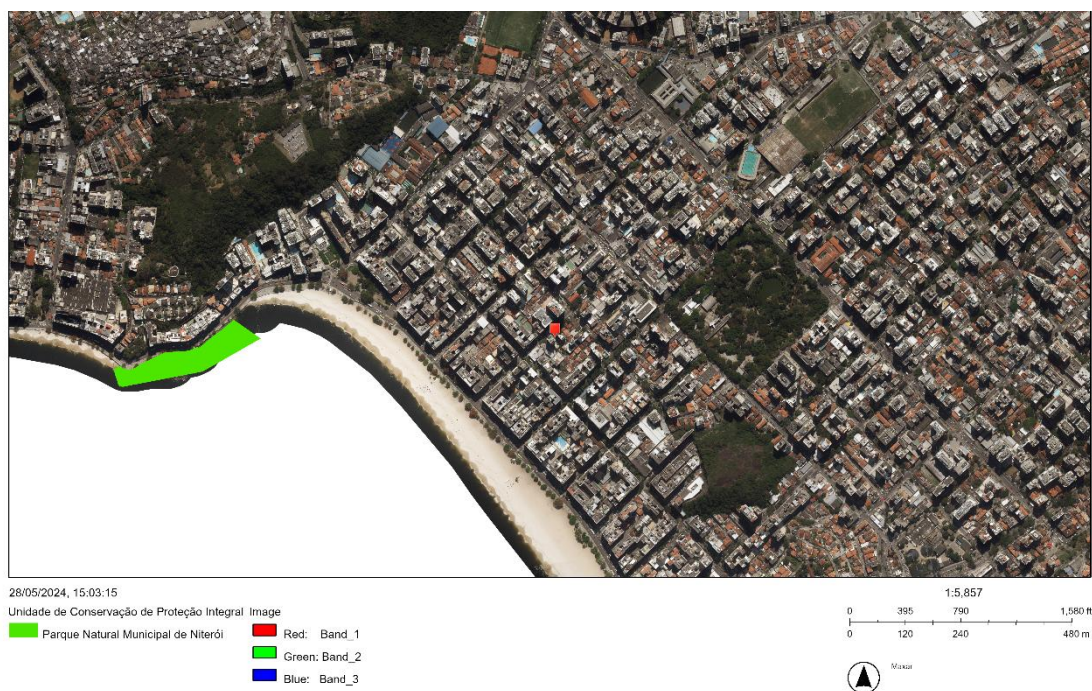 28/05/2024, 15:03:15
1:5,857
Unidade de Conservação de Proteção Integral Image
Parque Natural Municipal de Niterói
Red: Band_1
Green: Band_2
Blue: Band_3
0 395 790 1,580 ft
0 120 240 480 m
Maxar